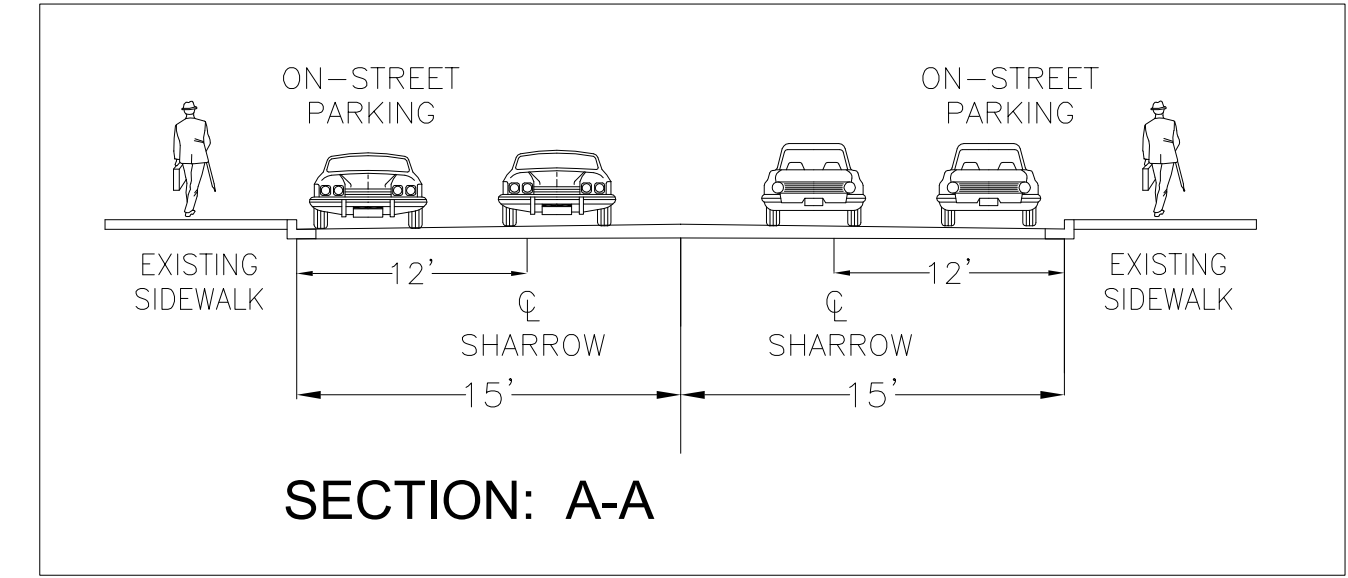 ON-STREET
PARKING
ON-STREET
PARKING
EXISTING
SIDEWALK
12'
℄
SHARROW
12'
℄
SHARROW
EXISTING
SIDEWALK
15'
15'
SECTION: A-A